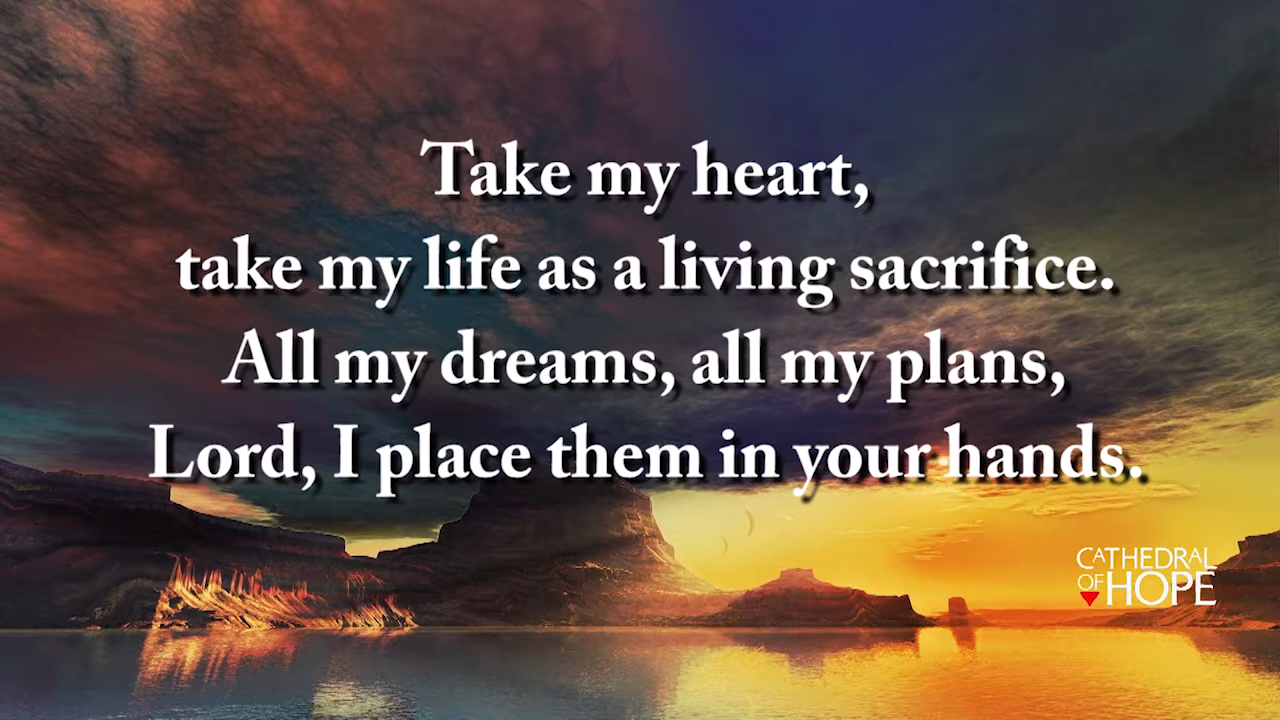 Take my heart,
take my life as a living sacrifice.
All my dreams, all my plans,
Lord, I place them in your hands.
CATHEDRAL
OF HOPE